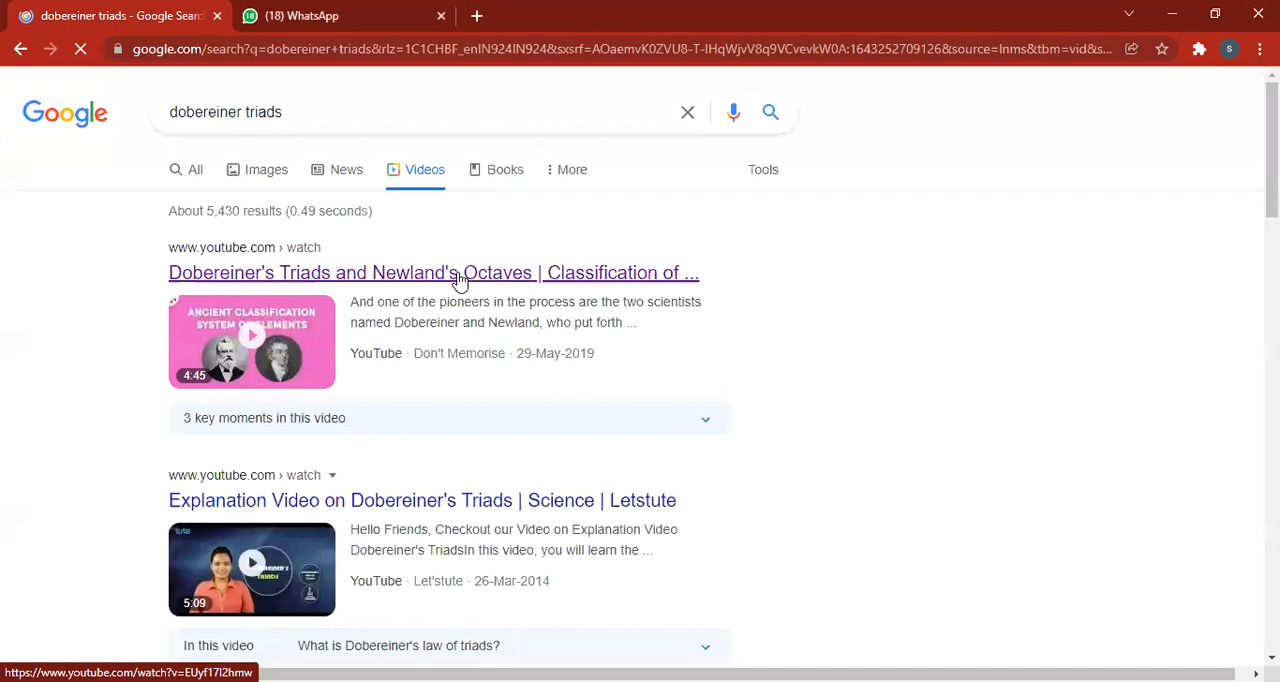 dobereiner triads - Google Searc
(18) WhatsApp
google.com/search?q=dobereiner+triads&rlz=1C1CHBF_enIN924IN924&sxsrf=AOaemvK0ZVU8-T-IHqWjvV8q9VCvevkW0A:1643252709126&source=lnms&tbm=vid&s...
S
Google
dobereiner triads
All Images News Videos Books More Tools
About 5,430 results (0.49 seconds)
www.youtube.com › watch
Dobereiner's Triads and Newland's Octaves | Classification of ...
ANCIENT CLASSIFICATION
SYSTEM OF ELEMENTS
4:45
And one of the pioneers in the process are the two scientists
named Dobereiner and Newland, who put forth ...
YouTube · Don't Memorise · 29-May-2019
3 key moments in this video
www.youtube.com › watch
Explanation Video on Dobereiner's Triads | Science | Letstute
tute
TRIADS
5:09
Hello Friends, Checkout our Video on Explanation Video
Dobereiner's TriadsIn this video, you will learn the ...
YouTube · Let'stute · 26-Mar-2014
In this video What is Dobereiner's law of triads?
https://www.youtube.com/watch?v=EUyf17l2hmw